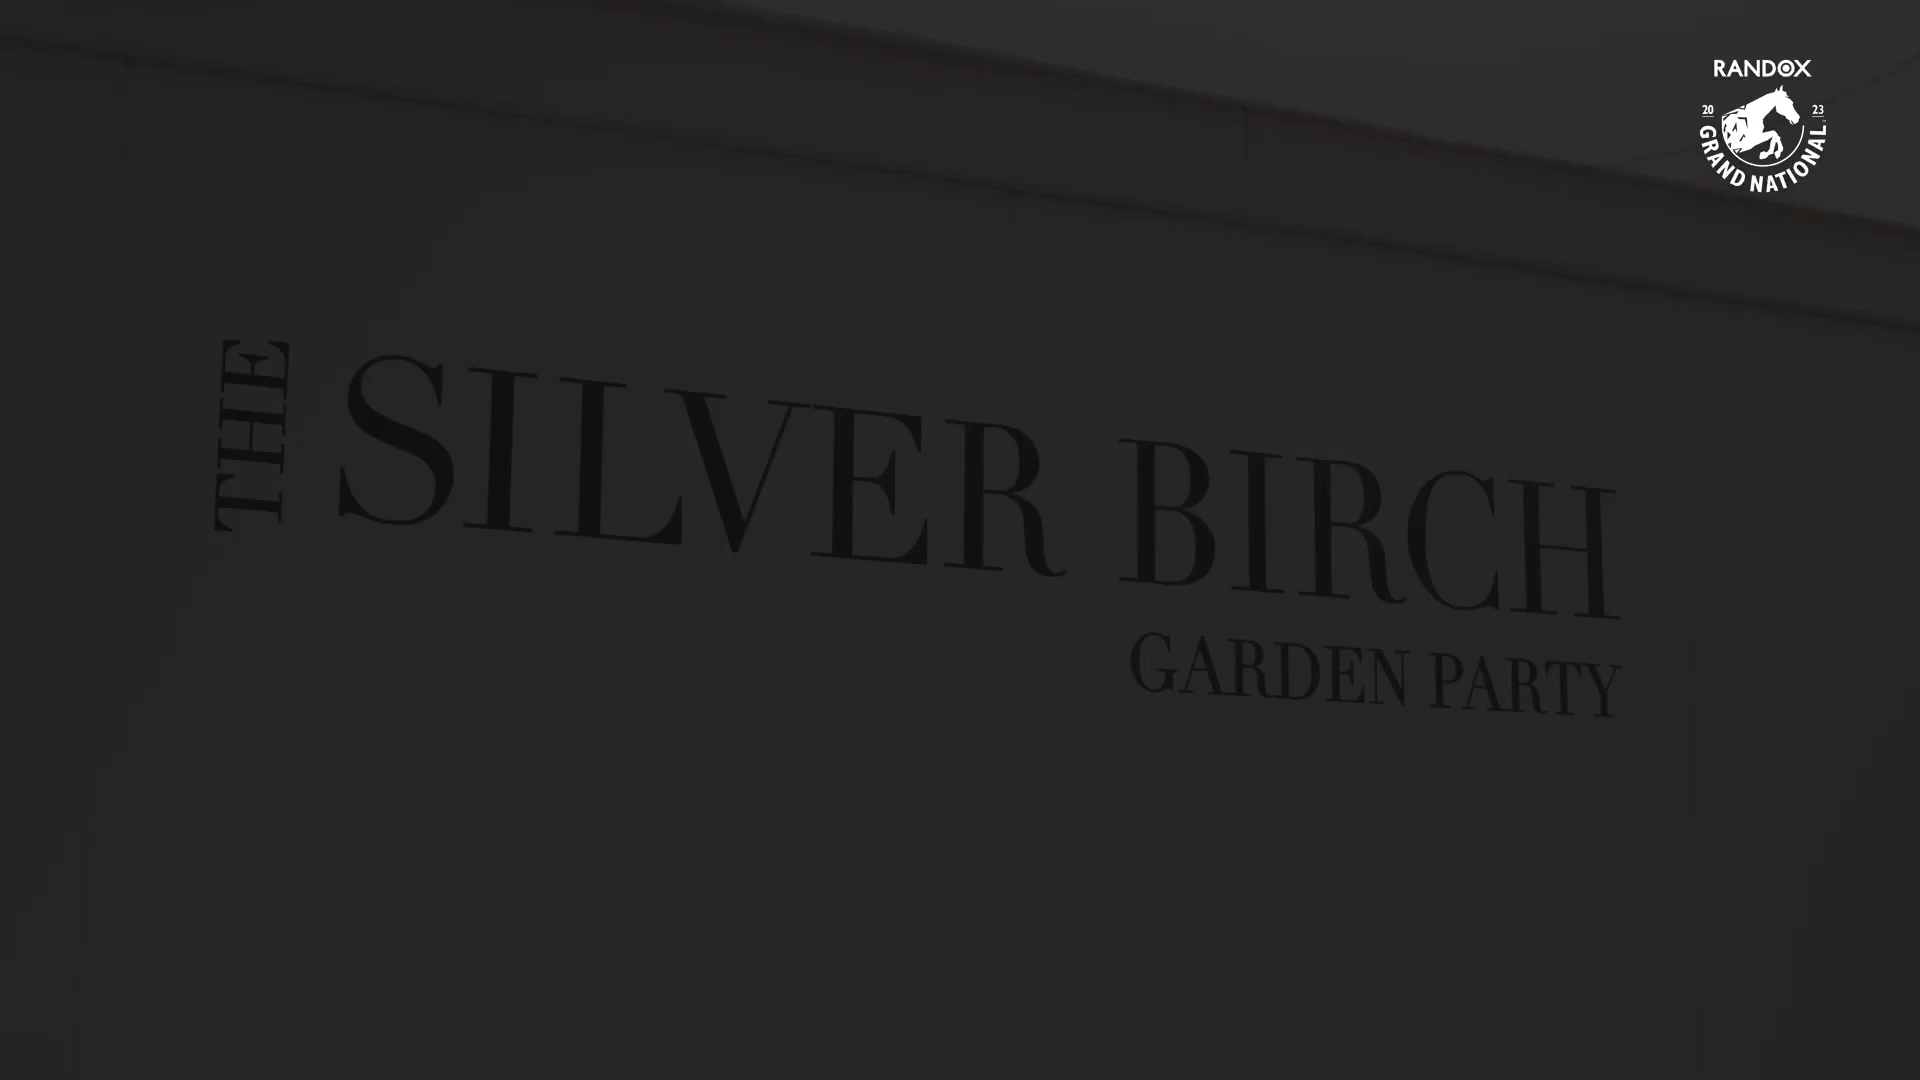 RANDOX
20 23
GRAND NATIONAL
THE SILVER BIRCH
GARDEN PARTY